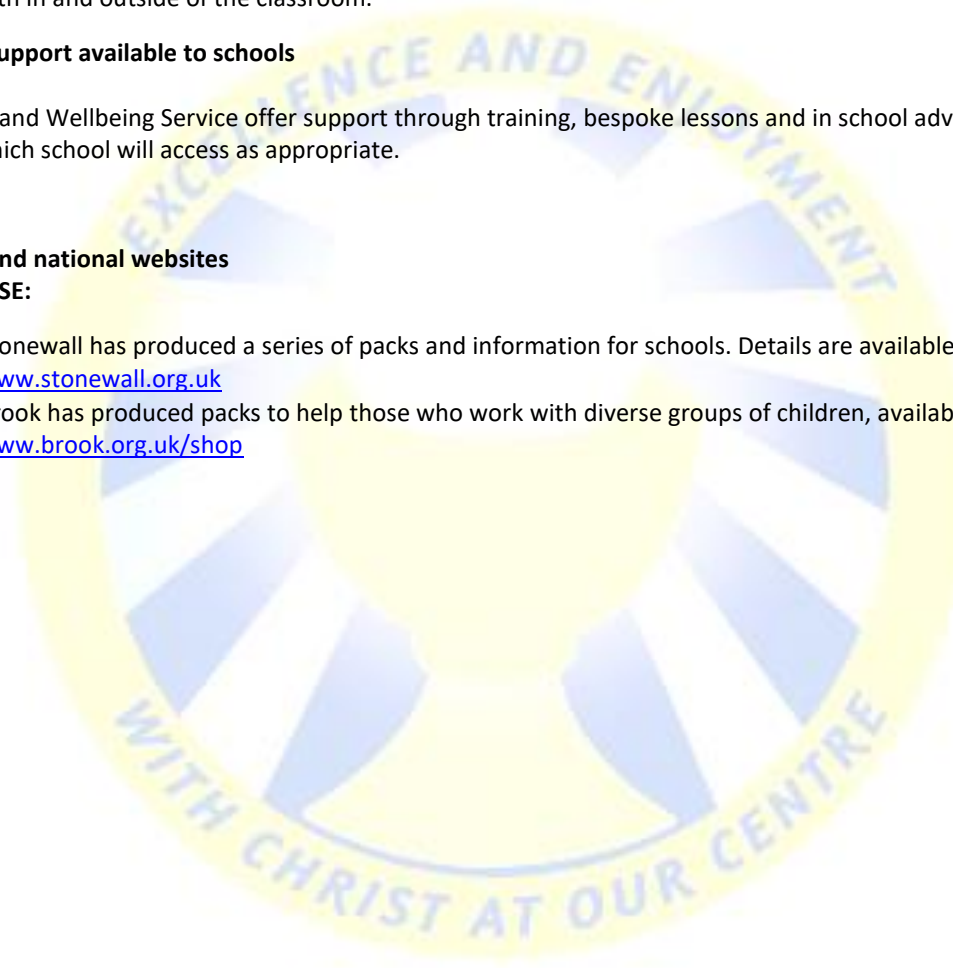 th in and outside of the classroom.
upport available to schools
and Wellbeing Service offer support through training, bespoke lessons and in school adv
hich school will access as appropriate.
nd national websites
SE:
onewall has produced a series of packs and information for schools. Details are available
ww.stonewall.org.uk
rook has produced packs to help those who work with diverse groups of children, availab
ww.brook.org.uk/shop
EXCELLENCE AND ENJOYMENT
WITH CHRIST AT OUR CENTRE